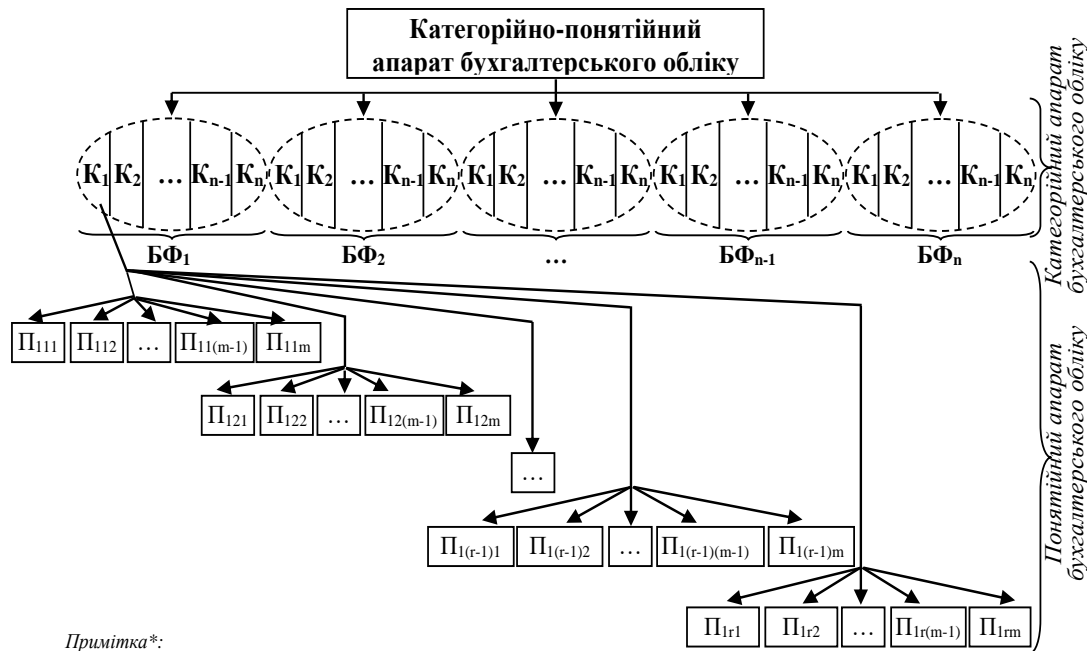 Категорійно-понятійний
апарат бухгалтерського обліку
К₁ К₂ … Кₙ₋₁ Кₙ К₁ К₂ … Кₙ₋₁ Кₙ К₁ К₂ … Кₙ₋₁ Кₙ К₁ К₂ … Кₙ₋₁ Кₙ К₁ К₂ … Кₙ₋₁ Кₙ
БФ₁ БФ₂ … БФn-1 БФn
П111 П112 … П11(m-1) П11m
П121 П122 … П12(m-1) П12m
…
П1(r-1)1 П1(r-1)2 … П1(r-1)(m-1) П1(r-1)m
П1r1 П1r2 … П1r(m-1) П1rm
Категорійний апарат
бухгалтерського обліку
Понятійний апарат
бухгалтерського обліку
Примітка*: